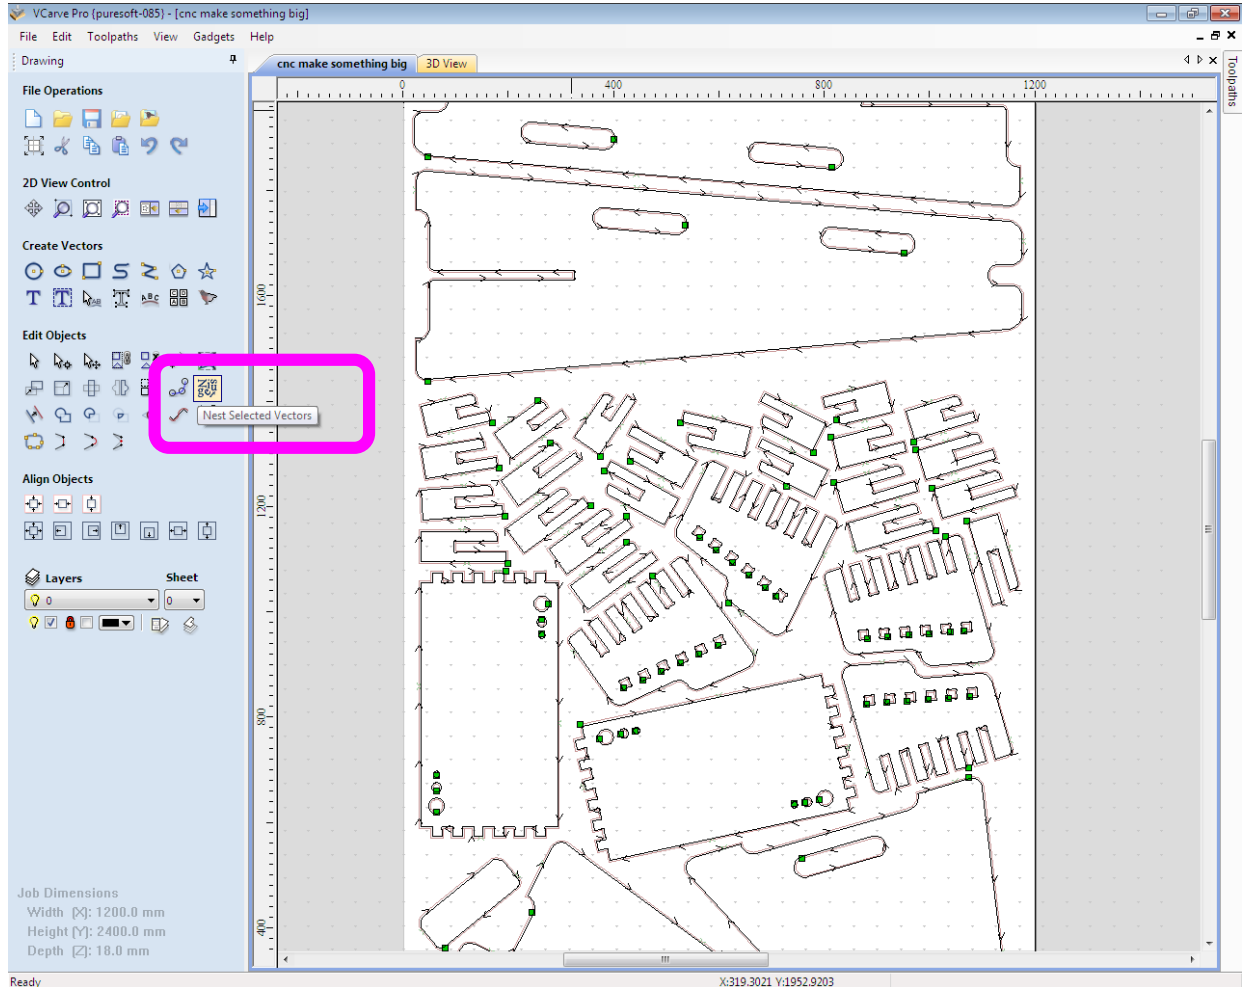 VCarve Pro {puresoft-085} - [cnc make something big]
File Edit Toolpaths View Gadgets Help
Drawing
cnc make something big 3D View
Toolpaths
File Operations
0 400 800 1200
2D View Control
Create Vectors
1600
Edit Objects
Nest Selected Vectors
Align Objects
1200
Layers Sheet
0 0
800
Job Dimensions
Width (X): 1200.0 mm
Height (Y): 2400.0 mm
Depth (Z): 18.0 mm
400
Ready X:319.3021 Y:1952.9203